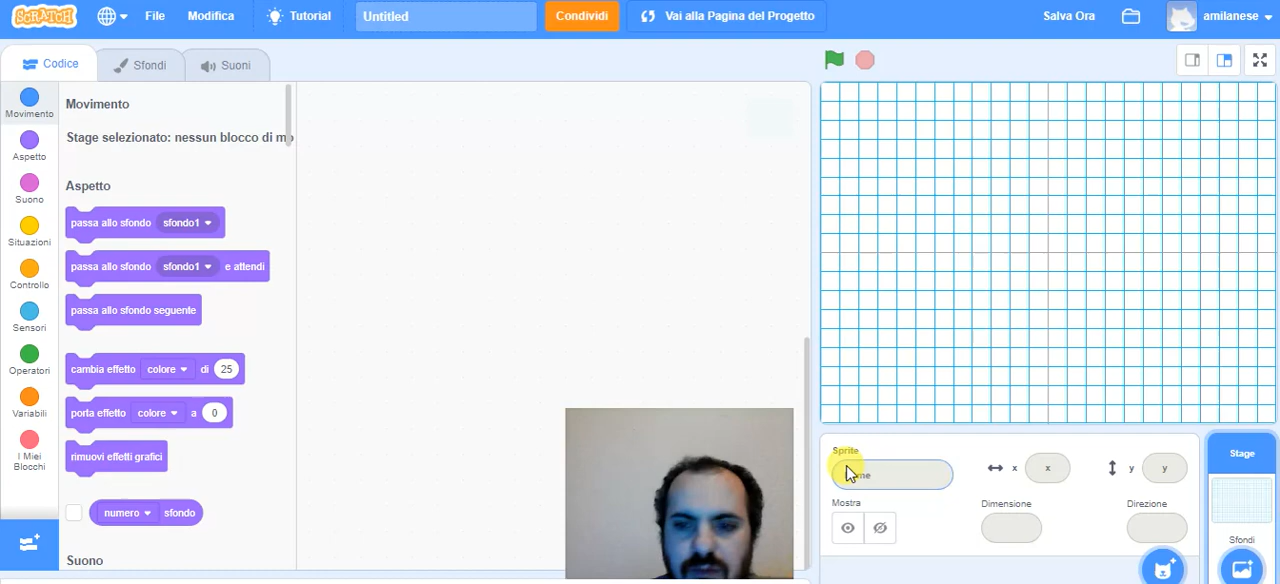 SCRATCH
File
Modifica
Tutorial
Untitled
Condividi
Vai alla Pagina del Progetto
Salva Ora
amilanese
Codice
Sfondi
Suoni
Movimento
Aspetto
Suono
Situazioni
Controllo
Sensori
Operatori
Variabili
I Miei
Blocchi
Movimento
Stage selezionato: nessun blocco di mo
Aspetto
passa allo sfondo sfondo1
passa allo sfondo sfondo1 e attendi
passa allo sfondo seguente
cambia effetto colore di 25
porta effetto colore a 0
rimuovi effetti grafici
numero sfondo
Suono
Sprite
x x
y y
Mostra
Dimensione
Direzione
Stage
Sfondi